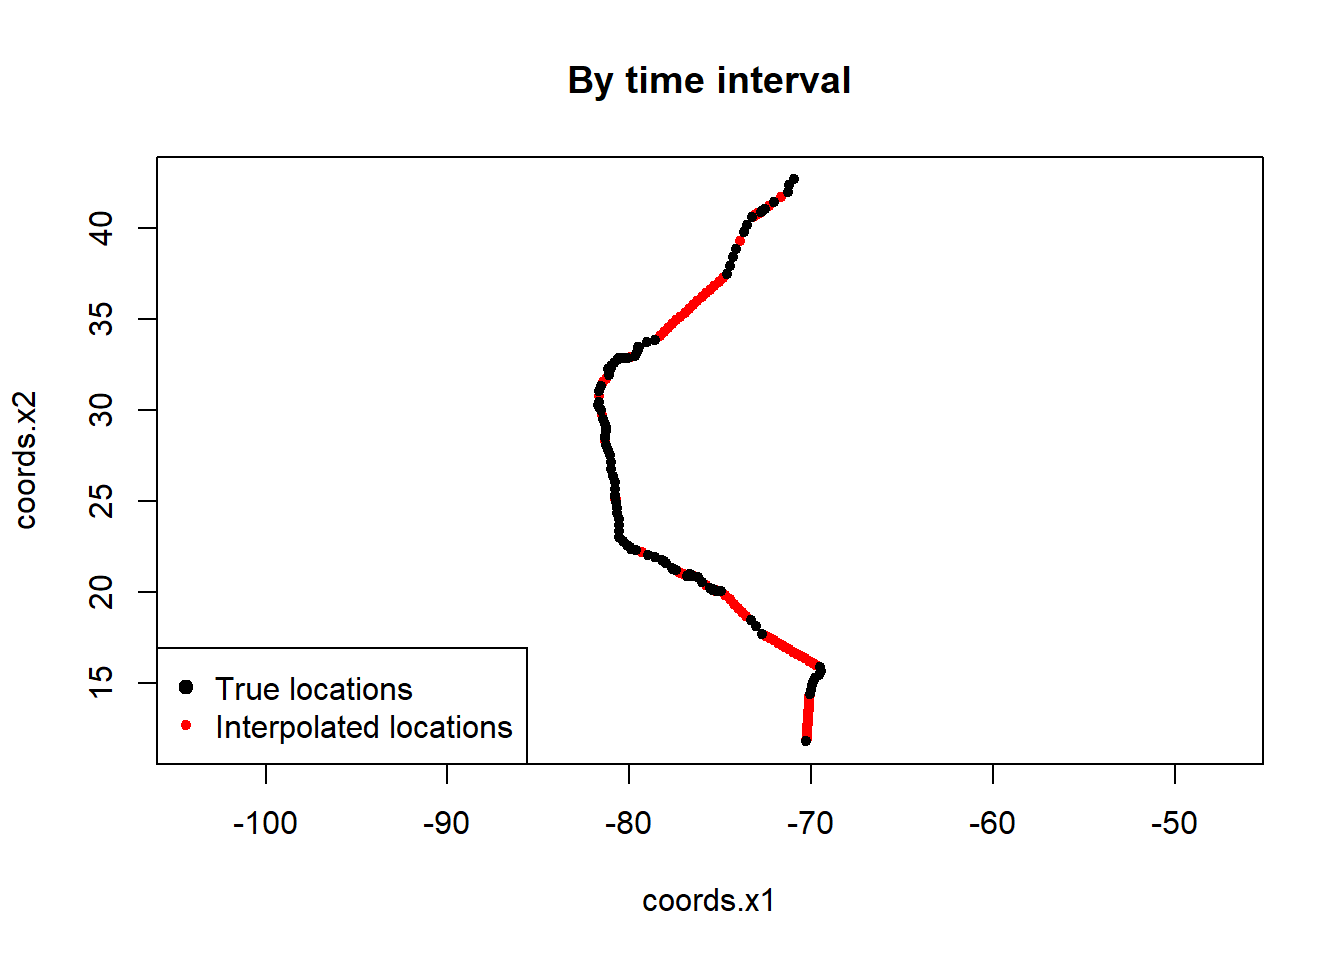 By time interval
coords.x2
40
35
30
25
20
15
True locations
Interpolated locations
-100 -90 -80 -70 -60 -50
coords.x1